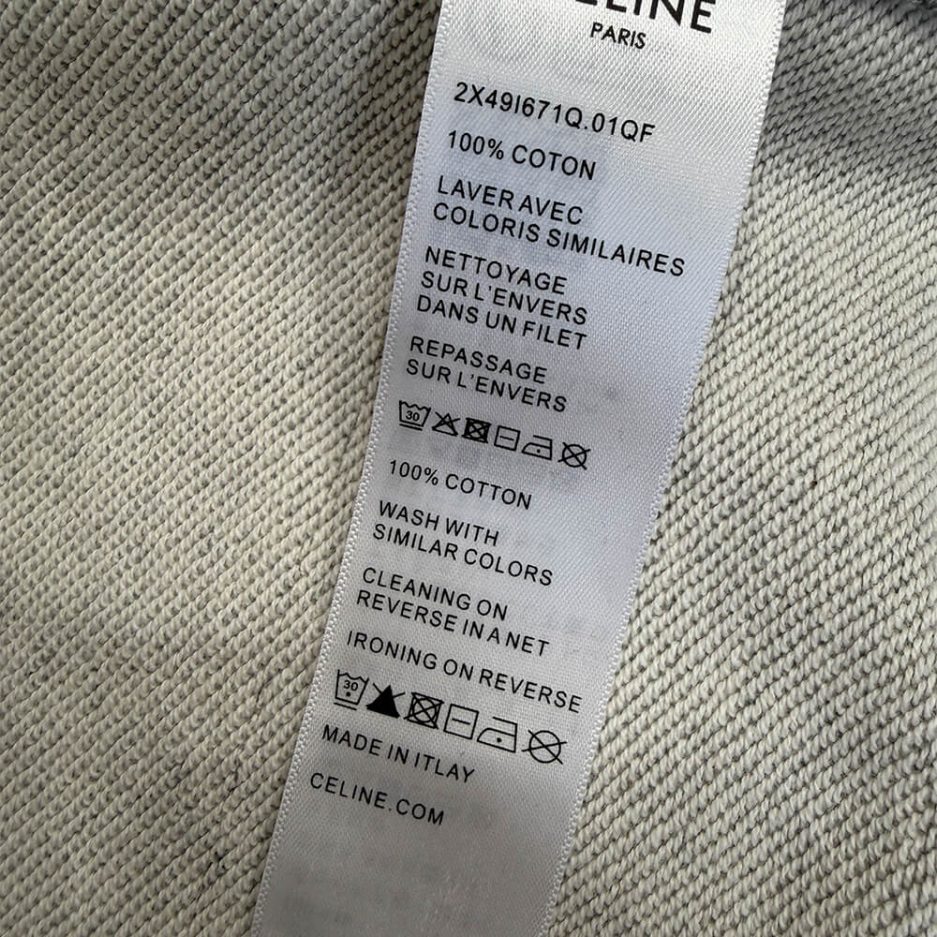 CELINE
PARIS
2X49I671Q.01QF
100% COTON
LAVER AVEC
COLORIS SIMILAIRES
NETTOYAGE
SUR L'ENVERS
DANS UN FILET
REPASSAGE
SUR L'ENVERS
30
100% COTTON
WASH WITH
SIMILAR COLORS
CLEANING ON
REVERSE IN A NET
IRONING ON REVERSE
30
MADE IN ITLAY
CELINE.COM